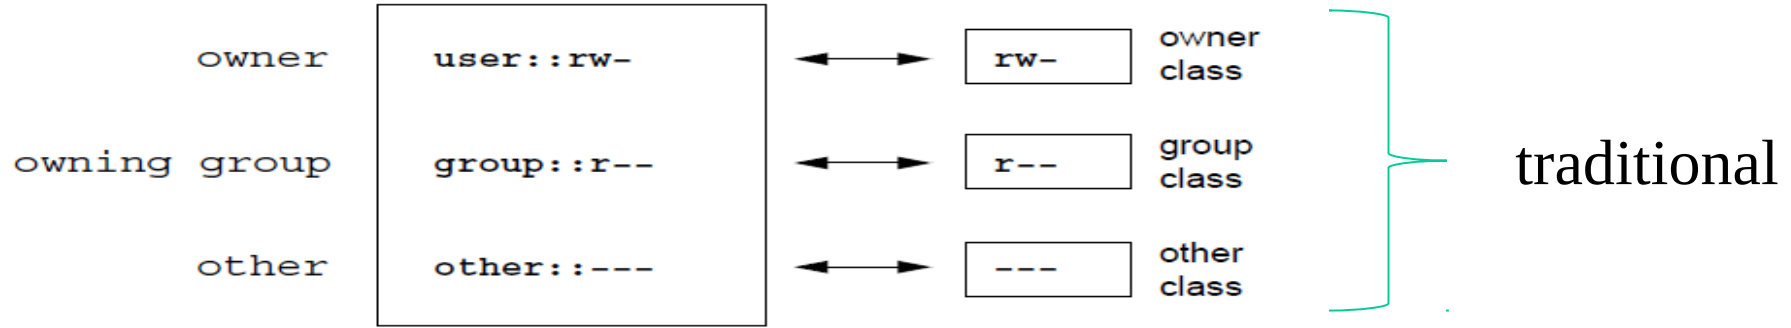 owner user::rw- rw- owner class
owning group group::r-- r-- group class
other other::--- --- other class
traditional